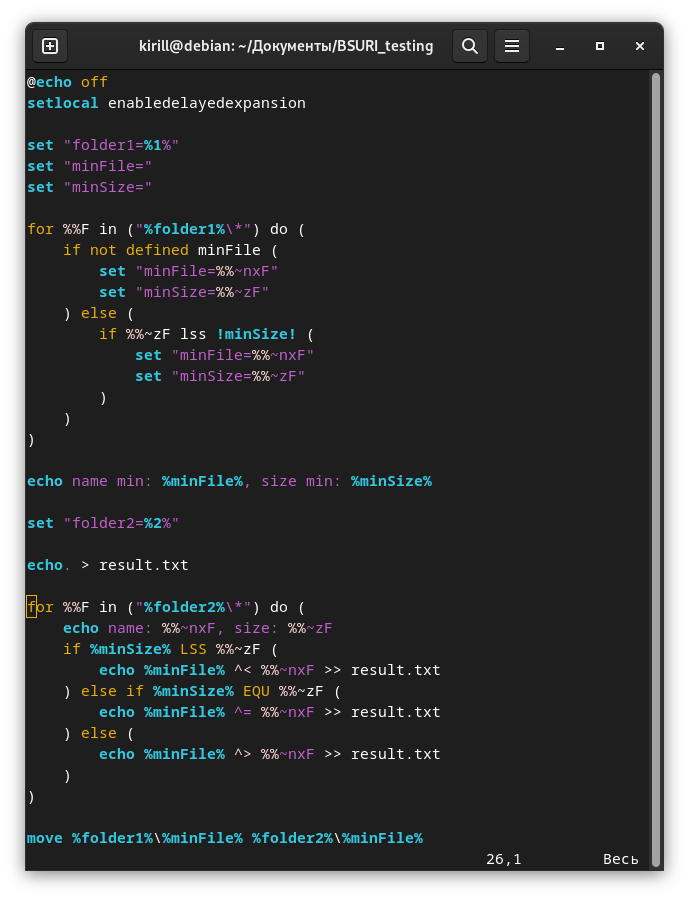 kirill@debian: ~/Документы/BSURI_testing
@echo off
setlocal enabledelayedexpansion
set "folder1=%1%"
set "minFile="
set "minSize="
for %%F in ("%folder1%\*") do (
    if not defined minFile (
        set "minFile=%%~nxF"
        set "minSize=%%~zF"
    ) else (
        if %%~zF lss !minSize! (
            set "minFile=%%~nxF"
            set "minSize=%%~zF"
        )
    )
)
echo name min: %minFile%, size min: %minSize%
set "folder2=%2%"
echo. > result.txt
for %%F in ("%folder2%\*") do (
    echo name: %%~nxF, size: %%~zF
    if %minSize% LSS %%~zF (
        echo %minFile% ^< %%~nxF >> result.txt
    ) else if %minSize% EQU %%~zF (
        echo %minFile% ^= %%~nxF >> result.txt
    ) else (
        echo %minFile% ^> %%~nxF >> result.txt
    )
)
move %folder1%\%minFile% %folder2%\%minFile%
26,1 Весь